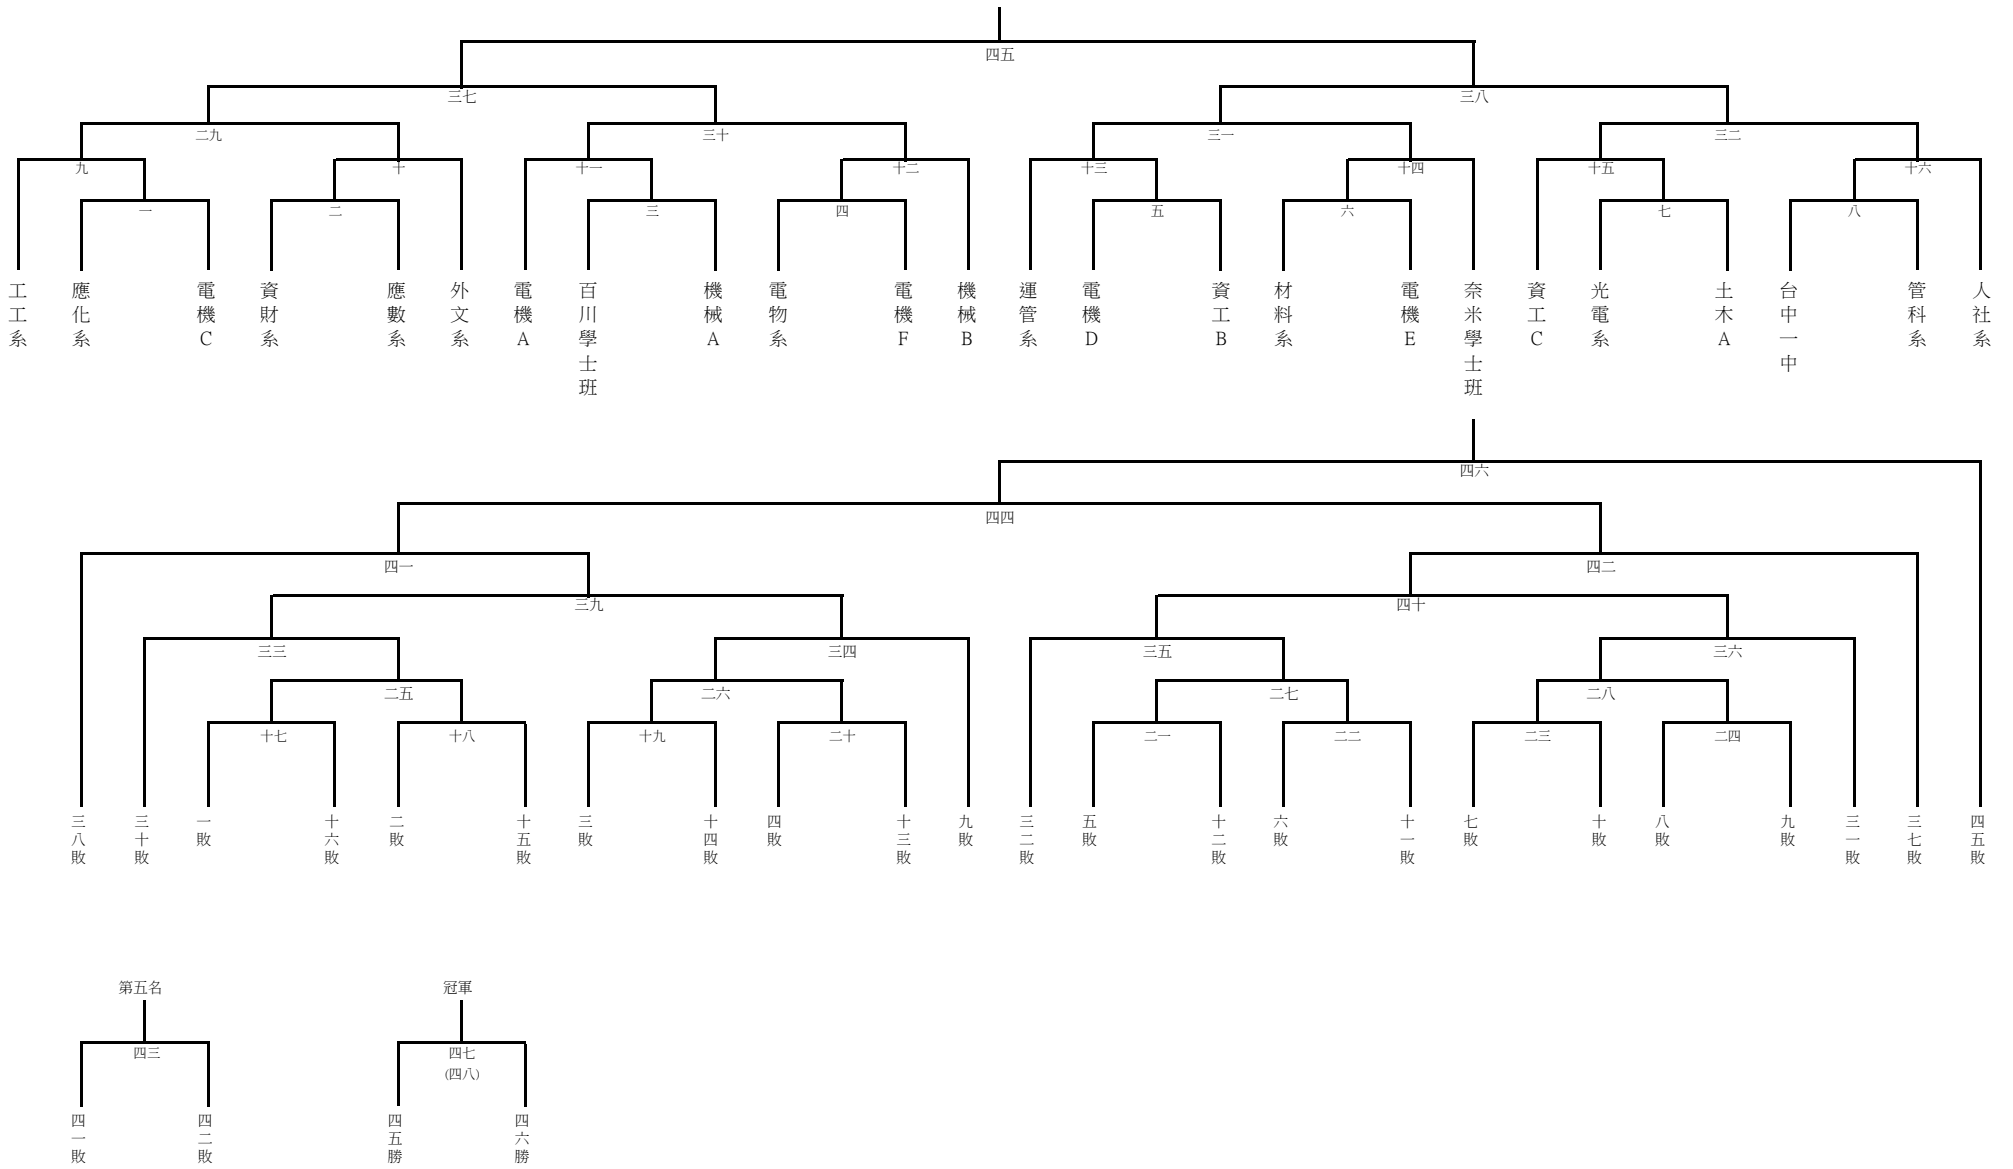 四五
三七
三八
二九
三十
三一
三二
九
十
十一
十二
十三
十四
十五
十六
一
二
三
四
五
六
七
八
工工系
應化系
電機C
資財系
應數系
外文系
電機A
百川學士班
機械A
電物系
電機F
機械B
運管系
電機D
資工B
材料系
電機E
奈米學士班
資工C
光電系
土木A
台中一中
管科系
人社系
四六
四四
四一
四二
三九
四十
三三
三四
三五
三六
二五
二六
二七
二八
十七
十八
十九
二十
二一
二二
二三
二四
三八敗
三十敗
一敗
十六敗
二敗
十五敗
三敗
十四敗
四敗
十三敗
九敗
三二敗
五敗
十二敗
六敗
十一敗
七敗
十敗
八敗
九敗
三一敗
三七敗
四五敗
第五名
冠軍
四三
四七
(四八)
四一敗
四二敗
四五勝
四六勝